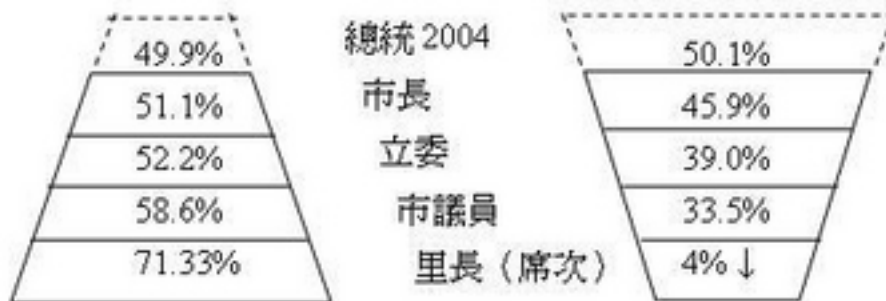 49.9% 總統 2004 50.1%
51.1% 市長 45.9%
52.2% 立委 39.0%
58.6% 市議員 33.5%
71.33% 里長（席次） 4%↓